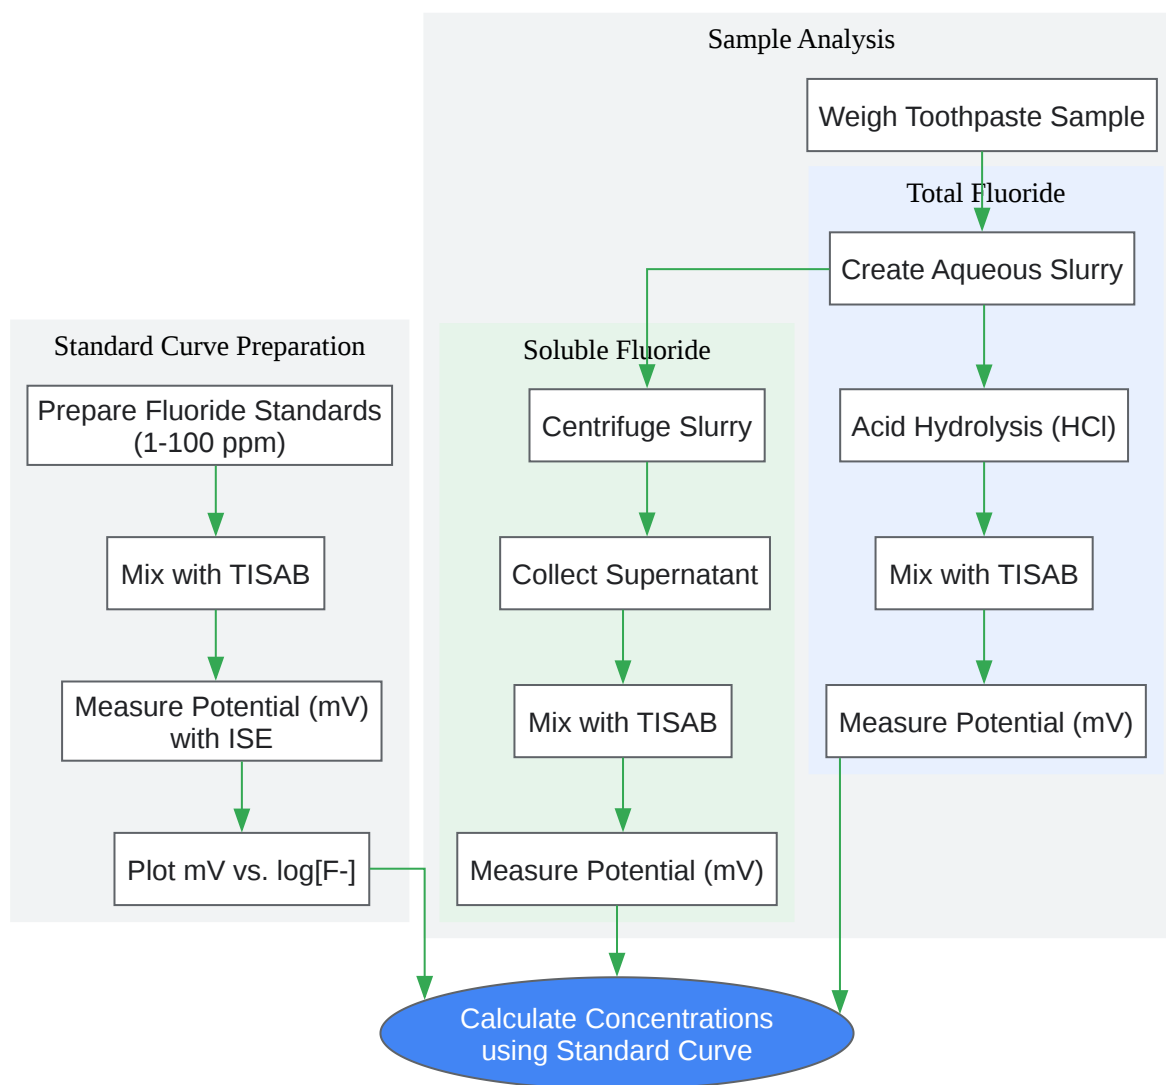 Sample Analysis
Weigh Toothpaste Sample
Total Fluoride
Create Aqueous Slurry
Acid Hydrolysis (HCl)
Mix with TISAB
Measure Potential (mV)
Soluble Fluoride
Centrifuge Slurry
Collect Supernatant
Mix with TISAB
Measure Potential (mV)
Standard Curve Preparation
Prepare Fluoride Standards
(1-100 ppm)
Mix with TISAB
Measure Potential (mV)
with ISE
Plot mV vs. log[F-]
Calculate Concentrations
using Standard Curve